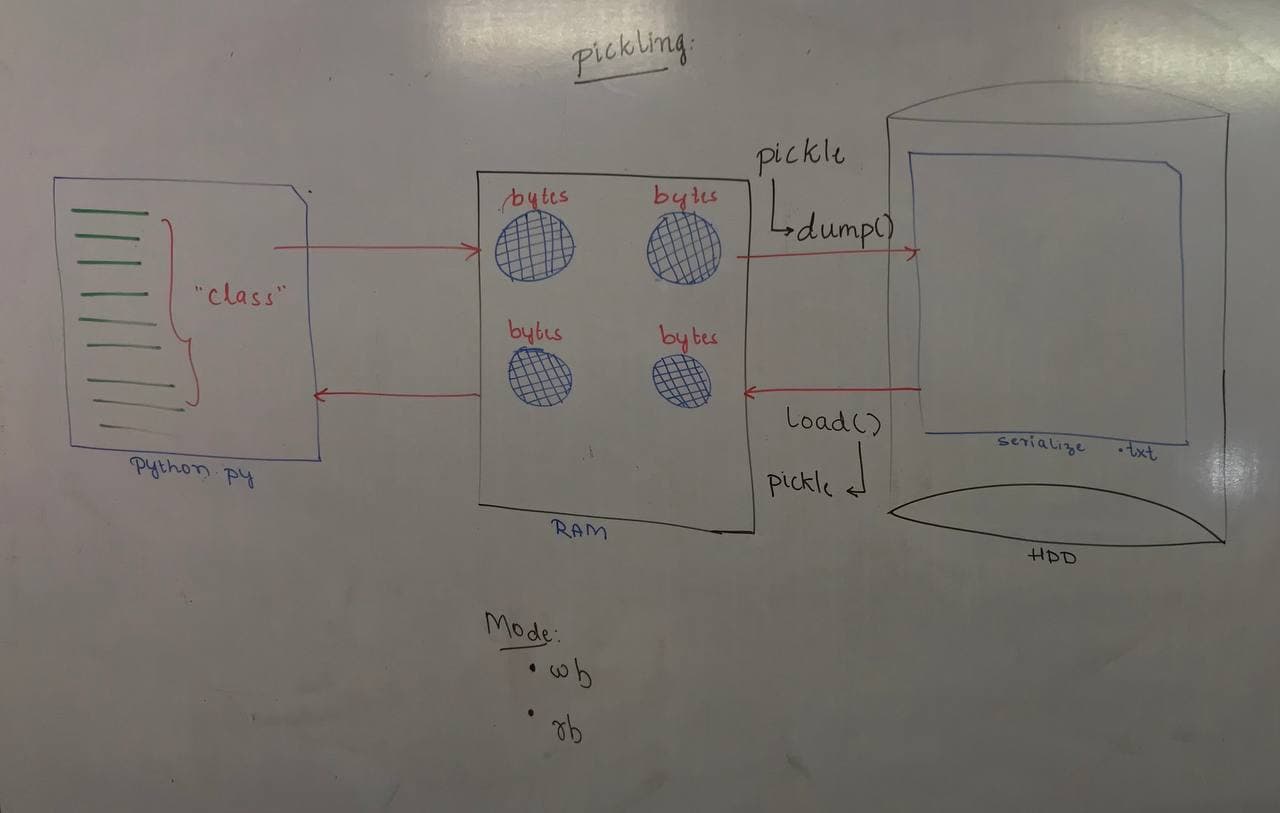 pickling:
"class"
python.py
bytes bytes
bytes bytes
RAM
pickle
dump()
load()
pickle
serialize .txt
HDD
Mode:
• wb
• rb